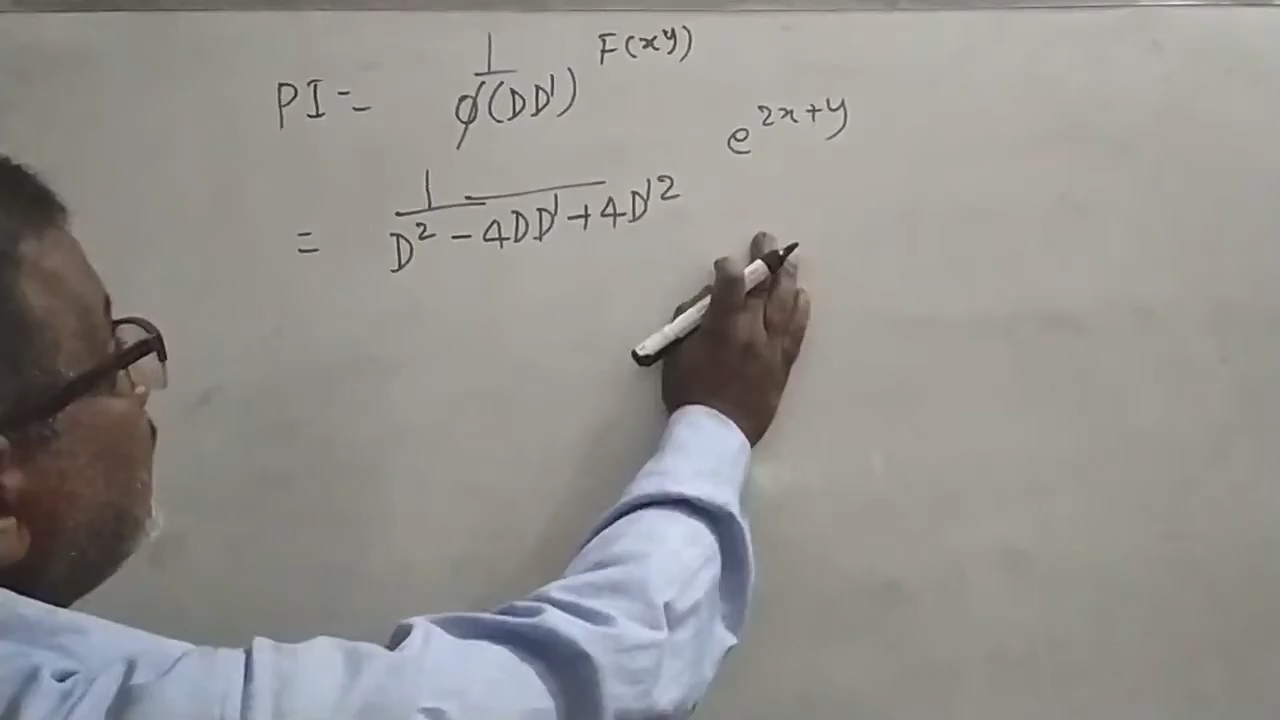 PI = 1/ϕ(DD') F(xy)
= 1/D² - 4DD' + 4D'² e^2x+y